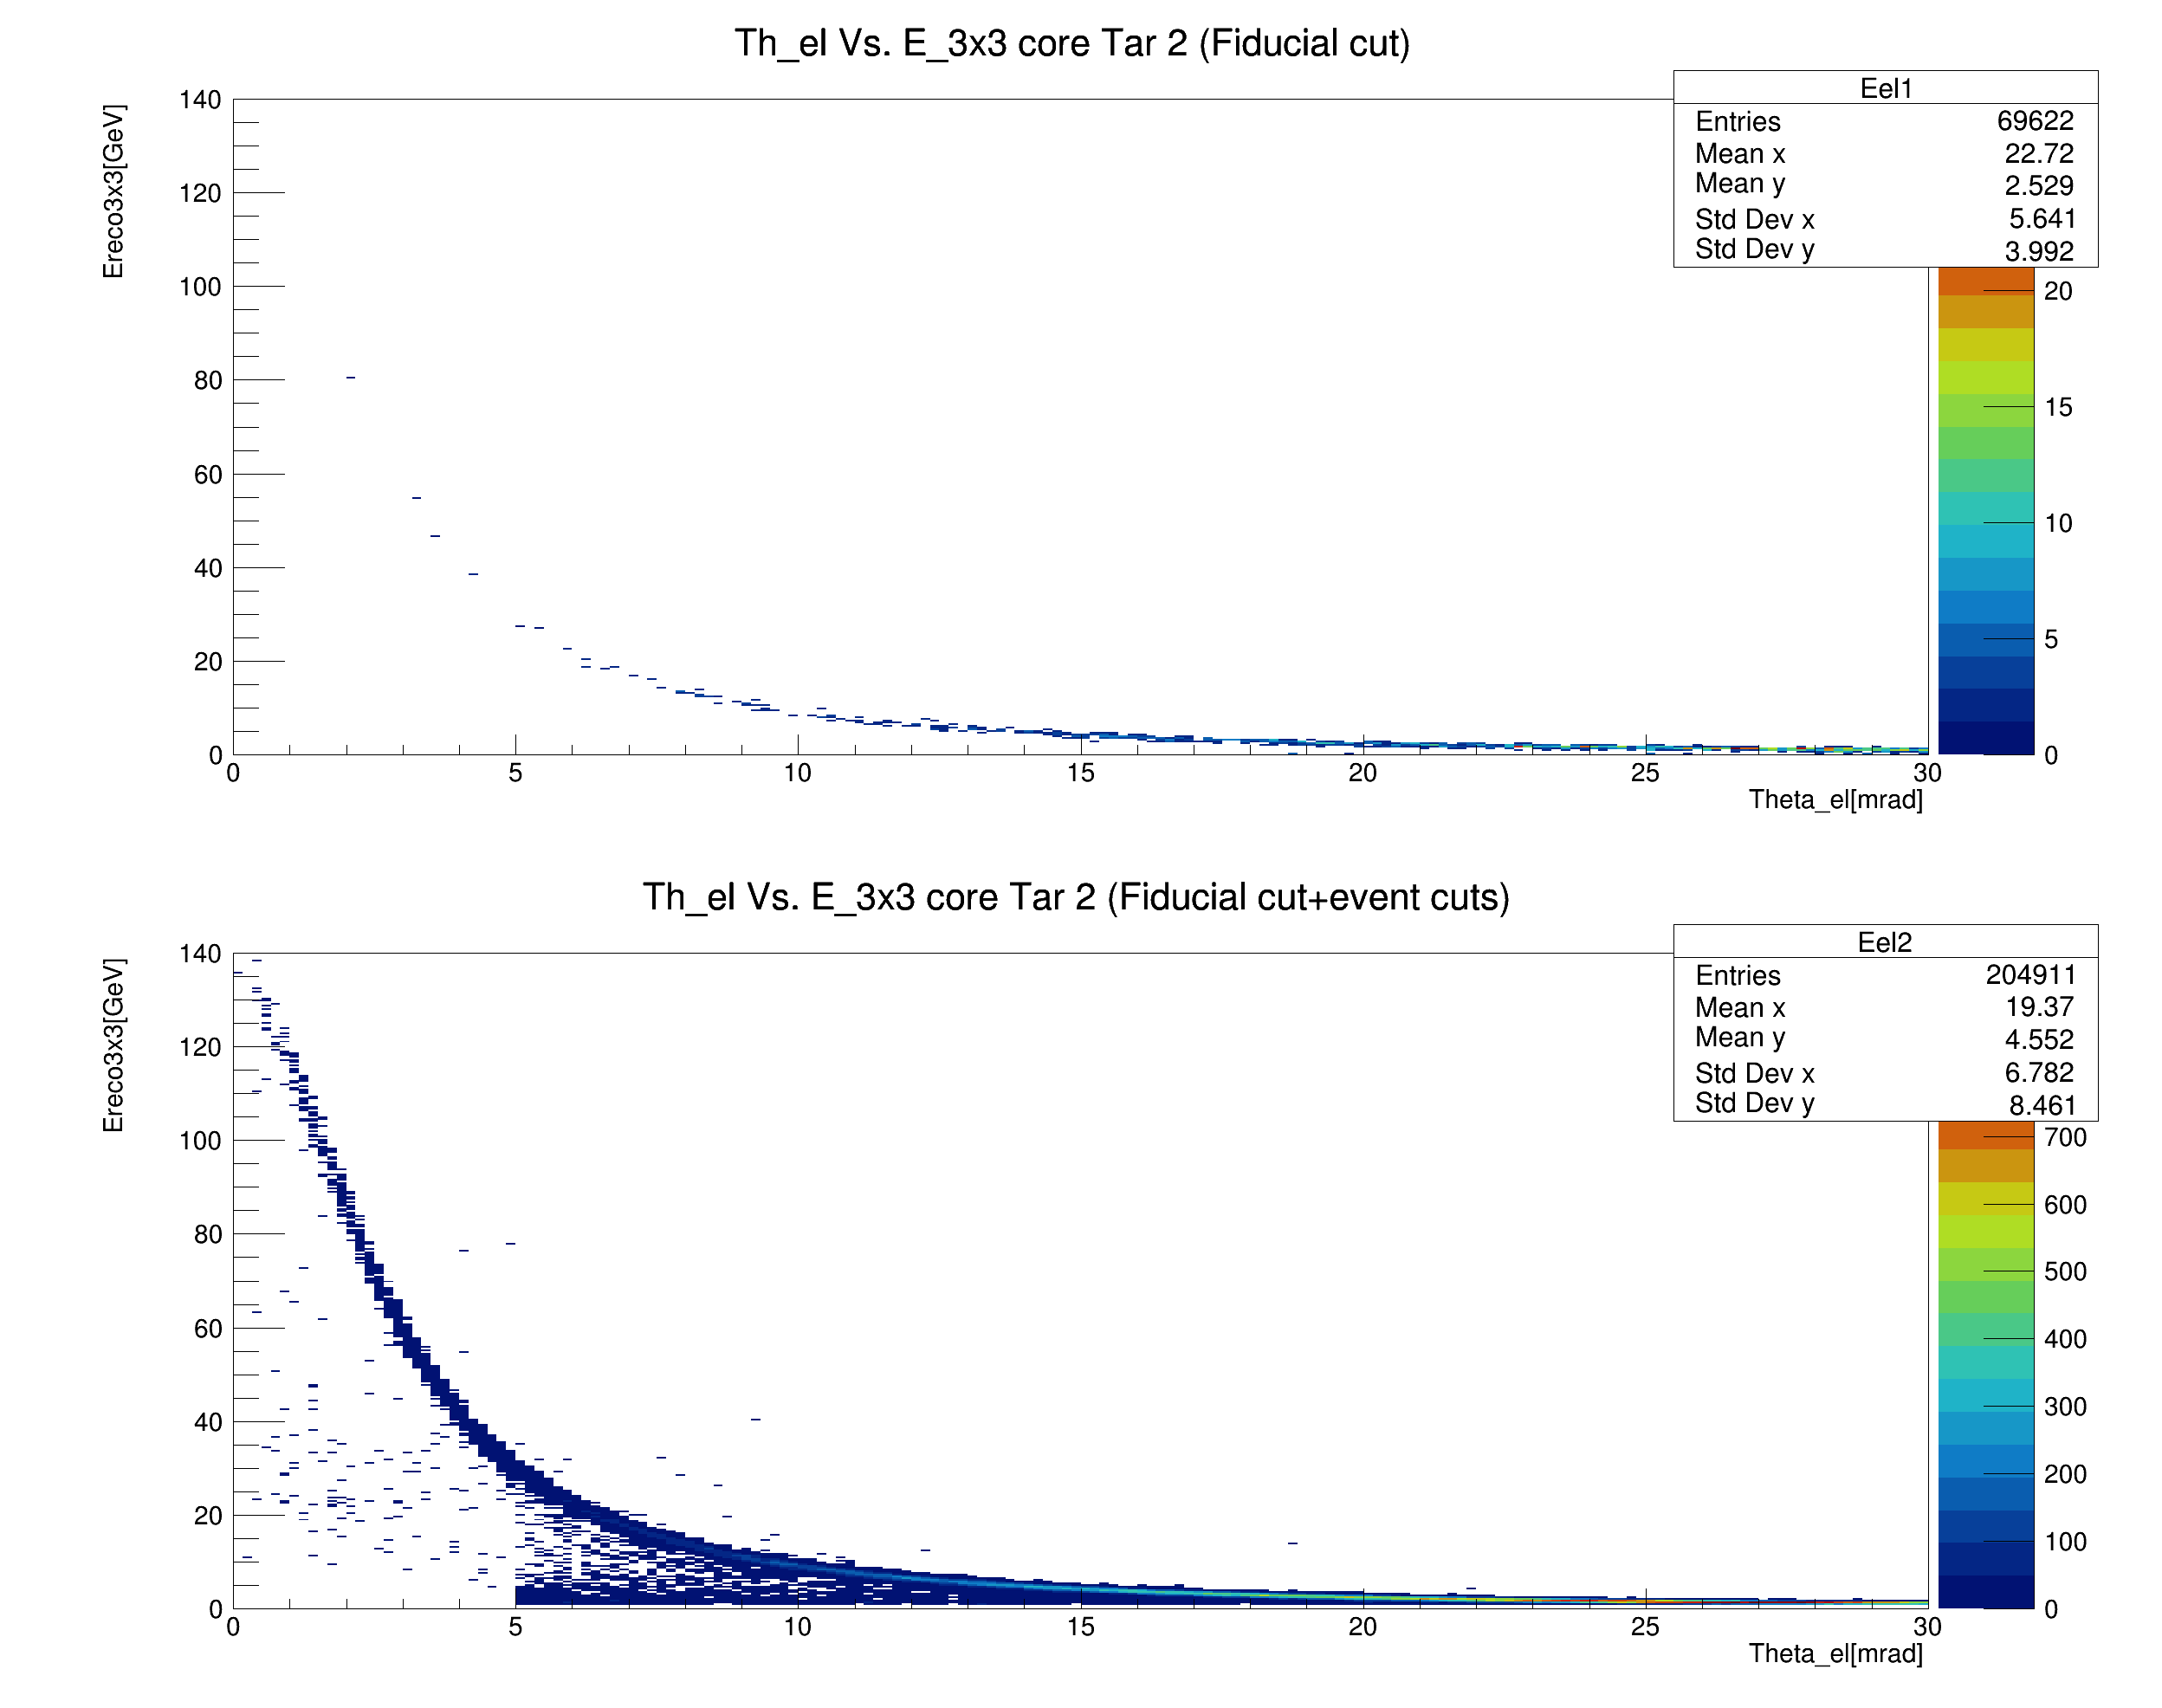 Th_el Vs. E_3x3 core Tar 2 (Fiducial cut)
Eel1
Entries 69622
Mean x 22.72
Mean y 2.529
Std Dev x 5.641
Std Dev y 3.992
Ereco3x3[GeV]
140
120
100
80
60
40
20
0
0 5 10 15 20 25 30
Theta_el[mrad]
20
15
10
5
0
Th_el Vs. E_3x3 core Tar 2 (Fiducial cut+event cuts)
Eel2
Entries 204911
Mean x 19.37
Mean y 4.552
Std Dev x 6.782
Std Dev y 8.461
Ereco3x3[GeV]
140
120
100
80
60
40
20
0
0 5 10 15 20 25 30
Theta_el[mrad]
700
600
500
400
300
200
100
0